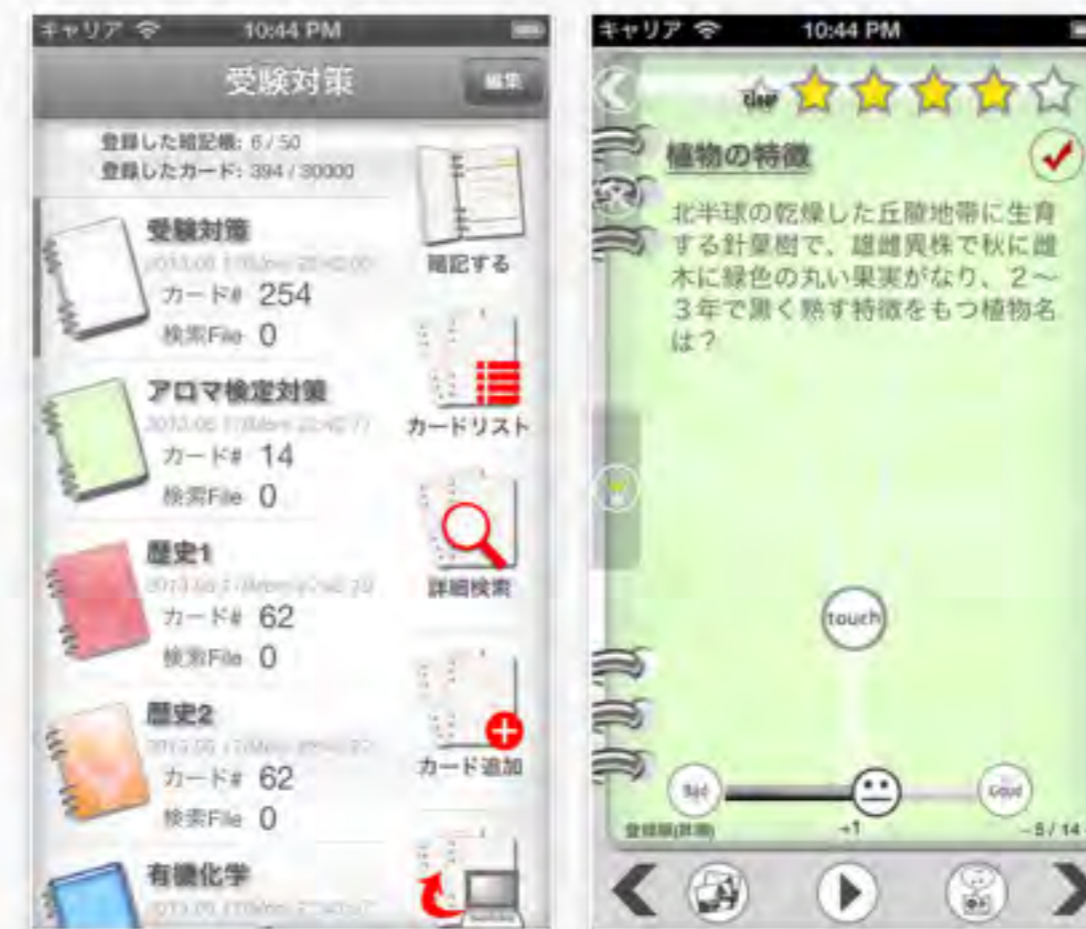 キャリア 10:44 PM
受験対策 編集
登録した暗記帳: 6 / 50
登録したカード: 394 / 30000
受験対策
カード# 254
検索File 0
アロマ検定対策
カード# 14
検索File 0
歴史1
カード# 62
検索File 0
歴史2
カード# 62
検索File 0
有機化学
暗記する
カードリスト
詳細検索
カード追加
キャリア 10:44 PM
clear
植物の特徴
北半球の乾燥した丘陵地帯に生育
する針葉樹で、雄雌異株で秋に雌
木に緑色の丸い果実がなり、2〜
3年で黒く熟す特徴をもつ植物名
は?
touch
Bad
Good
登録順(昇順)
+1
5 / 14